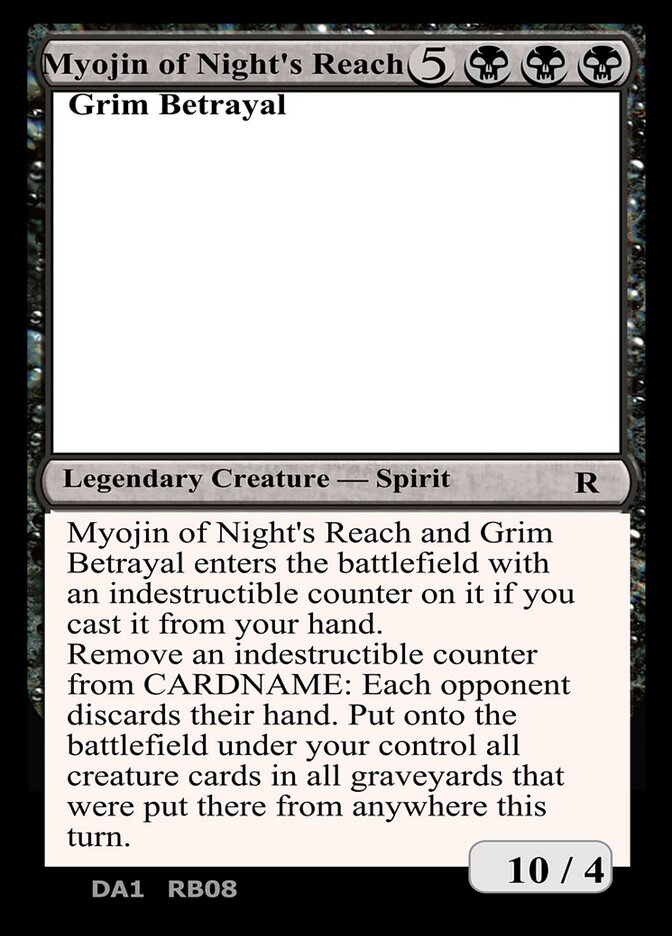 Myojin of Night's Reach 5
Grim Betrayal
Legendary Creature — Spirit R
Myojin of Night's Reach and Grim
Betrayal enters the battlefield with
an indestructible counter on it if you
cast it from your hand.
Remove an indestructible counter
from CARDNAME: Each opponent
discards their hand. Put onto the
battlefield under your control all
creature cards in all graveyards that
were put there from anywhere this
turn.
10 / 4
DA1 RB08